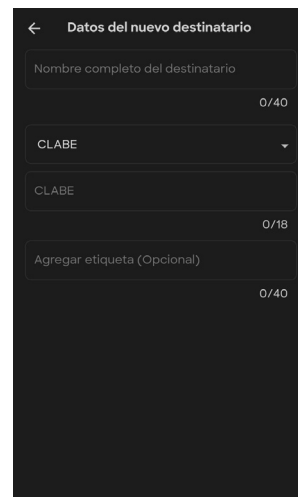 Datos del nuevo destinatario
Nombre completo del destinatario
0/40
CLABE
CLABE
0/18
Agregar etiqueta (Opcional)
0/40